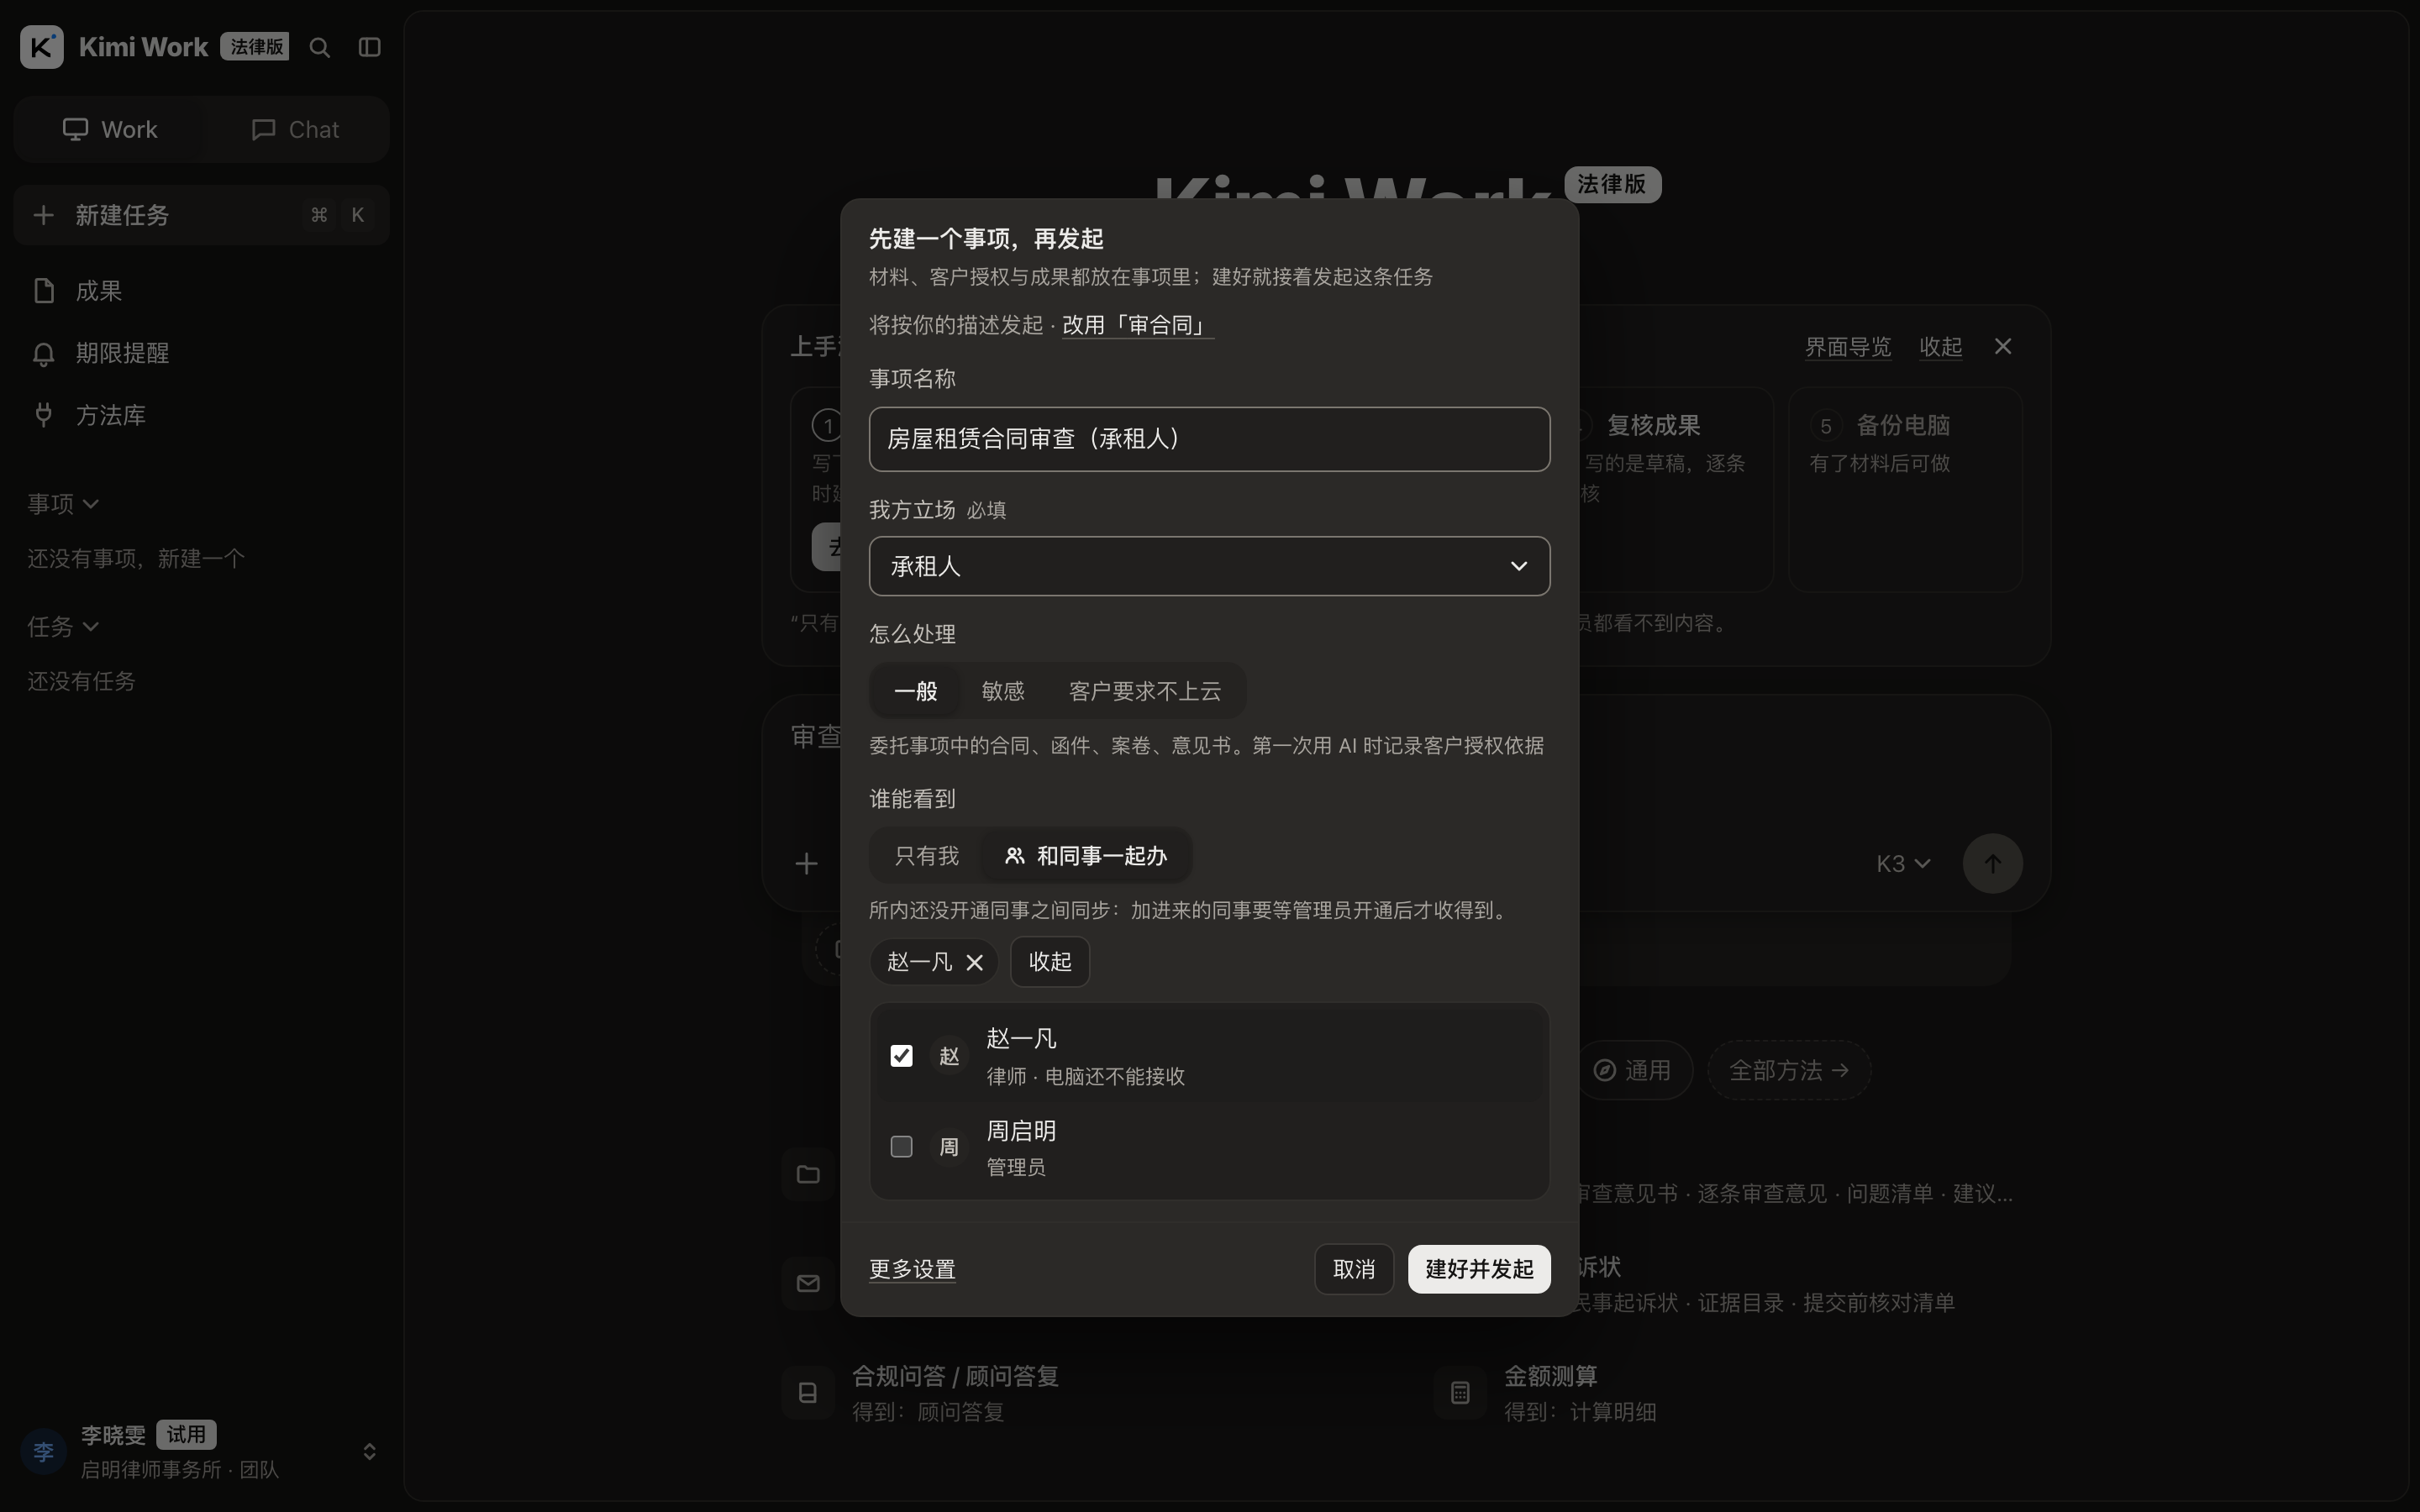 Kimi Work 法律版
Work
Chat
新建任务 ⌘ K
成果
期限提醒
方法库
事项
还没有事项，新建一个
任务
还没有任务
李晓雯 试用
启明律师事务所 · 团队
法律版
上手
界面导览 收起
1
复核成果
写的是草稿，逐条
核
5 备份电脑
有了材料后可做
“只有
员都看不到内容。
审查
K3
通用
全部方法 →
审查意见书 · 逐条审查意见 · 问题清单 · 建议...
诉状
民事起诉状 · 证据目录 · 提交前核对清单
合规问答 / 顾问答复
得到：顾问答复
金额测算
得到：计算明细
先建一个事项，再发起
材料、客户授权与成果都放在事项里；建好就接着发起这条任务
将按你的描述发起 · 改用「审合同」
事项名称
房屋租赁合同审查（承租人）
我方立场 必填
承租人
怎么处理
一般 敏感 客户要求不上云
委托事项中的合同、函件、案卷、意见书。第一次用 AI 时记录客户授权依据
谁能看到
只有我 和同事一起办
所内还没开通同事之间同步：加进来的同事要等管理员开通后才收得到。
赵一凡 收起
赵 赵一凡
律师 · 电脑还不能接收
周 周启明
管理员
更多设置 取消 建好并发起